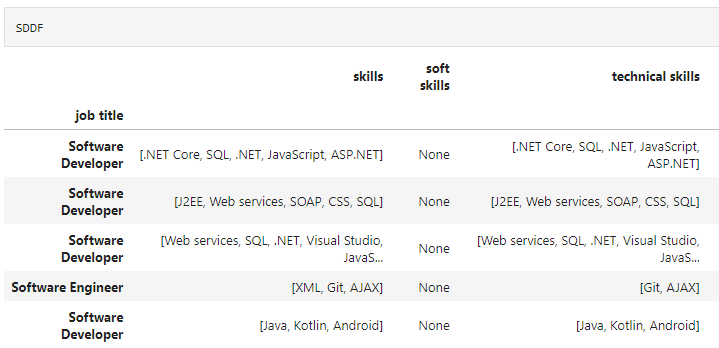 SDDF
skills soft skills technical skills
job title
Software Developer [.NET Core, SQL, .NET, JavaScript, ASP.NET] None [.NET Core, SQL, .NET, JavaScript, ASP.NET]
Software Developer [J2EE, Web services, SOAP, CSS, SQL] None [J2EE, Web services, SOAP, CSS, SQL]
Software Developer [Web services, SQL, .NET, Visual Studio, JavaS... None [Web services, SQL, .NET, Visual Studio, JavaS...
Software Engineer [XML, Git, AJAX] None [Git, AJAX]
Software Developer [Java, Kotlin, Android] None [Java, Kotlin, Android]